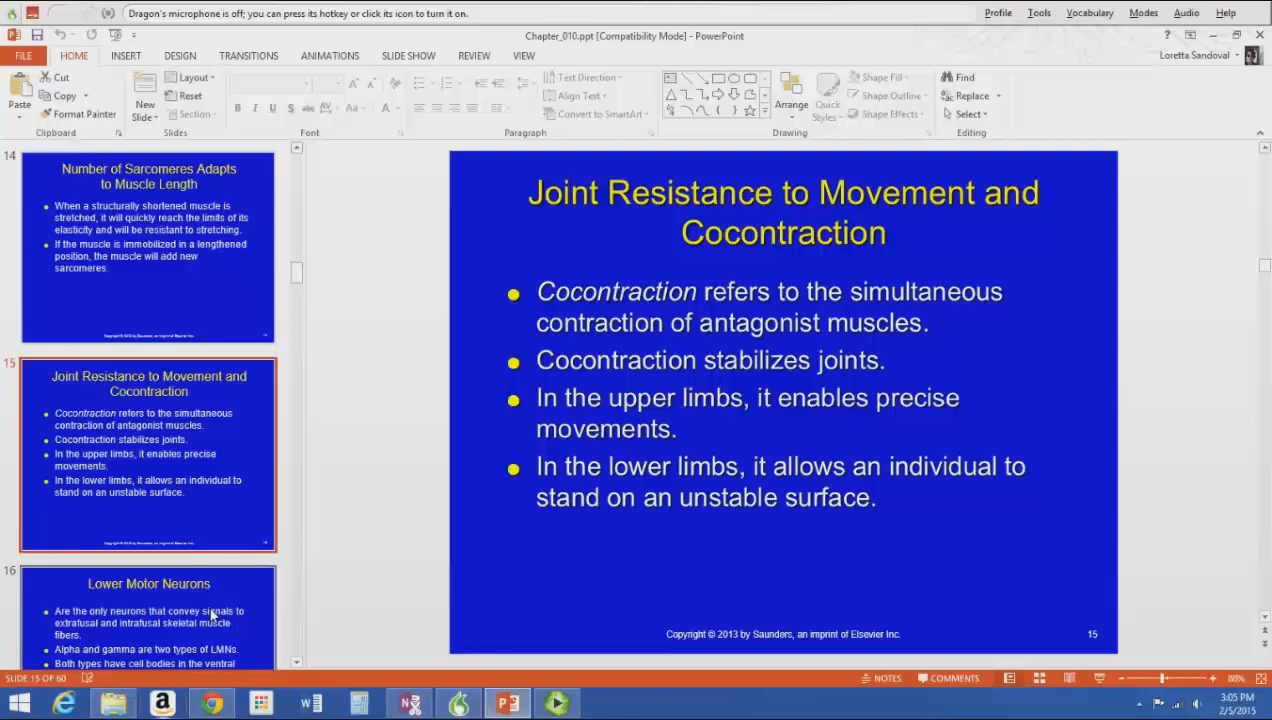 Dragon's microphone is off; you can press its hotkey or click its icon to turn it on.
Profile Tools Vocabulary Modes Audio Help
Chapter_010.ppt [Compatibility Mode] - PowerPoint
FILE HOME INSERT DESIGN TRANSITIONS ANIMATIONS SLIDE SHOW REVIEW VIEW
Loretta Sandoval
Paste
Cut
Copy
Format Painter
Clipboard
New
Slide
Layout
Reset
Section
Slides
Font
Text Direction
Align Text
Convert to SmartArt
Paragraph
Arrange
Quick
Styles
Shape Fill
Shape Outline
Shape Effects
Drawing
Find
Replace
Select
Editing
14
Number of Sarcomeres Adapts
to Muscle Length
When a structurally shortened muscle is
stretched, it will quickly reach the limits of its
elasticity and will be resistant to stretching.
If the muscle is immobilized in a lengthened
position, the muscle will add new
sarcomeres.
Copyright © 2013 by Saunders, an imprint of Elsevier Inc.
15
Joint Resistance to Movement and
Cocontraction
Cocontraction refers to the simultaneous
contraction of antagonist muscles.
Cocontraction stabilizes joints.
In the upper limbs, it enables precise
movements.
In the lower limbs, it allows an individual to
stand on an unstable surface.
Copyright © 2013 by Saunders, an imprint of Elsevier Inc.
16
Lower Motor Neurons
Are the only neurons that convey signals to
extrafusal and intrafusal skeletal muscle
fibers.
Alpha and gamma are two types of LMNs.
Both types have cell bodies in the ventral
Joint Resistance to Movement and
Cocontraction
Cocontraction refers to the simultaneous
contraction of antagonist muscles.
Cocontraction stabilizes joints.
In the upper limbs, it enables precise
movements.
In the lower limbs, it allows an individual to
stand on an unstable surface.
Copyright © 2013 by Saunders, an imprint of Elsevier Inc.
15
SLIDE 15 OF 60
NOTES COMMENTS 88%
3:05 PM
2/5/2015